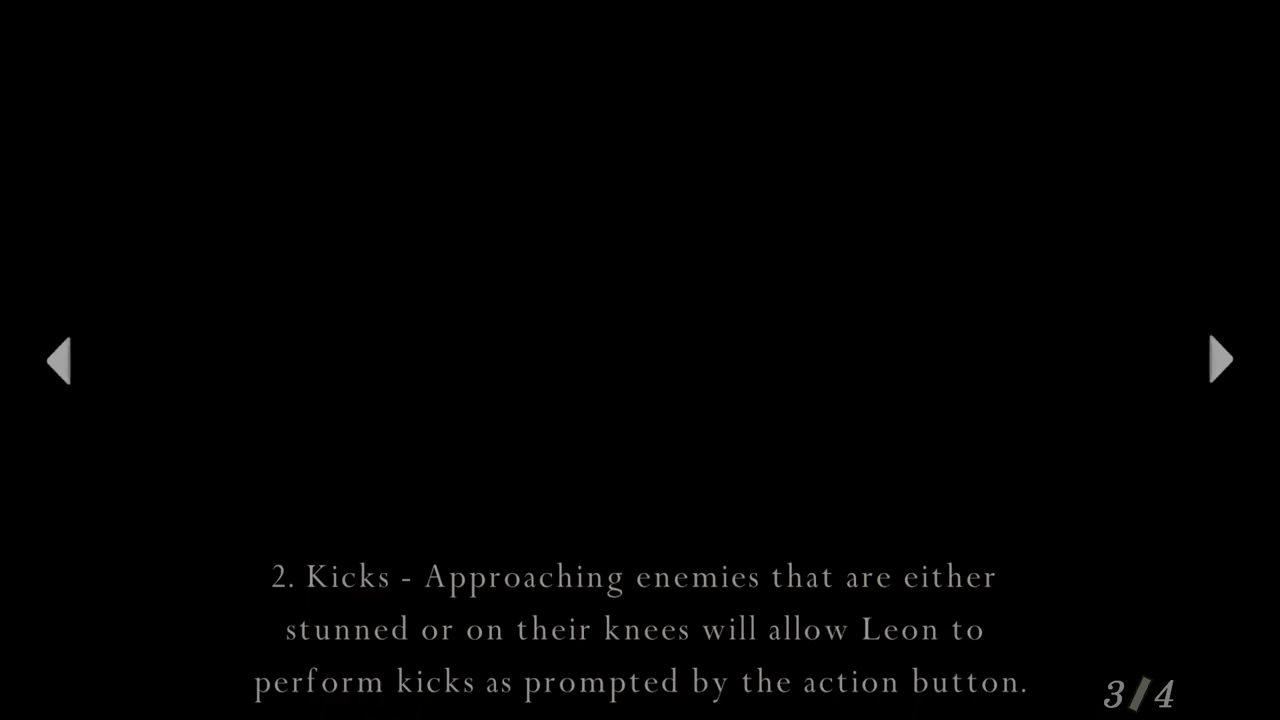 2. Kicks - Approaching enemies that are either
stunned or on their knees will allow Leon to
perform kicks as prompted by the action button.
3/4